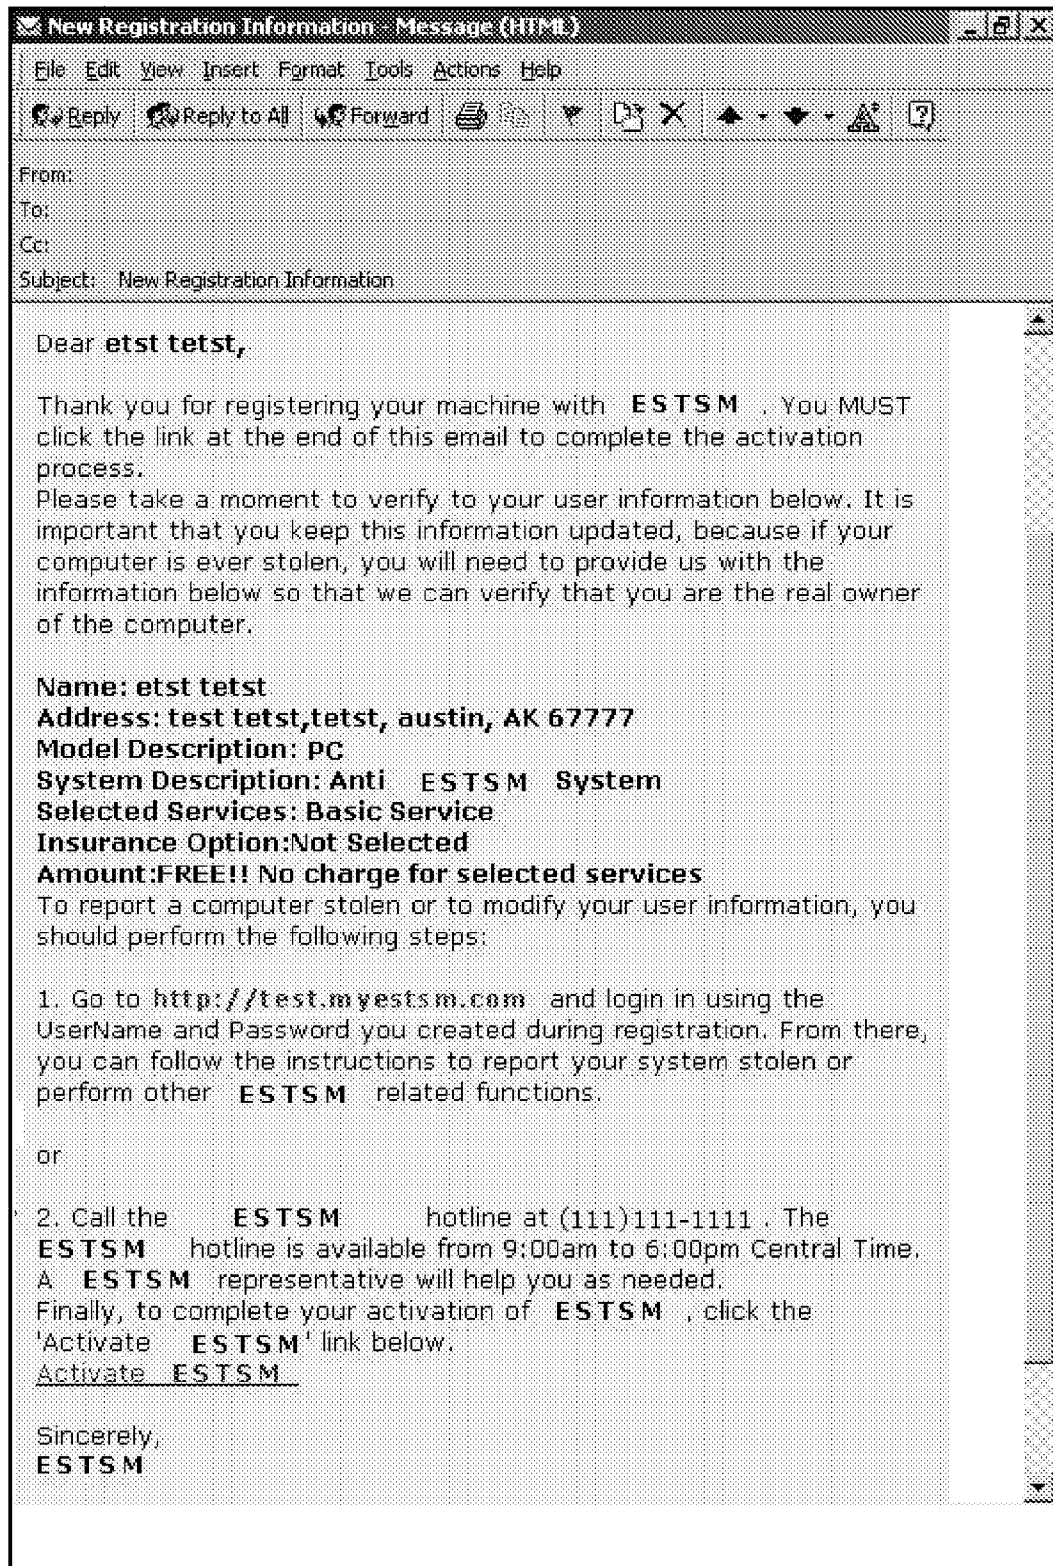 New Registration Information - Message (HTML)
File Edit View Insert Format Tools Actions Help
Reply Reply to All Forward
From:
To:
Cc:
Subject: New Registration Information
Dear etst tetst,
Thank you for registering your machine with ESTSM . You MUST
click the link at the end of this email to complete the activation
process.
Please take a moment to verify to your user information below. It is
important that you keep this information updated, because if your
computer is ever stolen, you will need to provide us with the
information below so that we can verify that you are the real owner
of the computer.
Name: etst tetst
Address: test tetst,tetst, austin, AK 67777
Model Description: PC
System Description: Anti ESTSM System
Selected Services: Basic Service
Insurance Option:Not Selected
Amount:FREE!! No charge for selected services
To report a computer stolen or to modify your user information, you
should perform the following steps:
1. Go to http://test.myestsm.com and login in using the
UserName and Password you created during registration. From there,
you can follow the instructions to report your system stolen or
perform other ESTSM related functions.
or
2. Call the ESTSM hotline at (111)111-1111 . The
ESTSM hotline is available from 9:00am to 6:00pm Central Time.
A ESTSM representative will help you as needed.
Finally, to complete your activation of ESTSM , click the
'Activate ESTSM' link below.
Activate ESTSM
Sincerely,
ESTSM